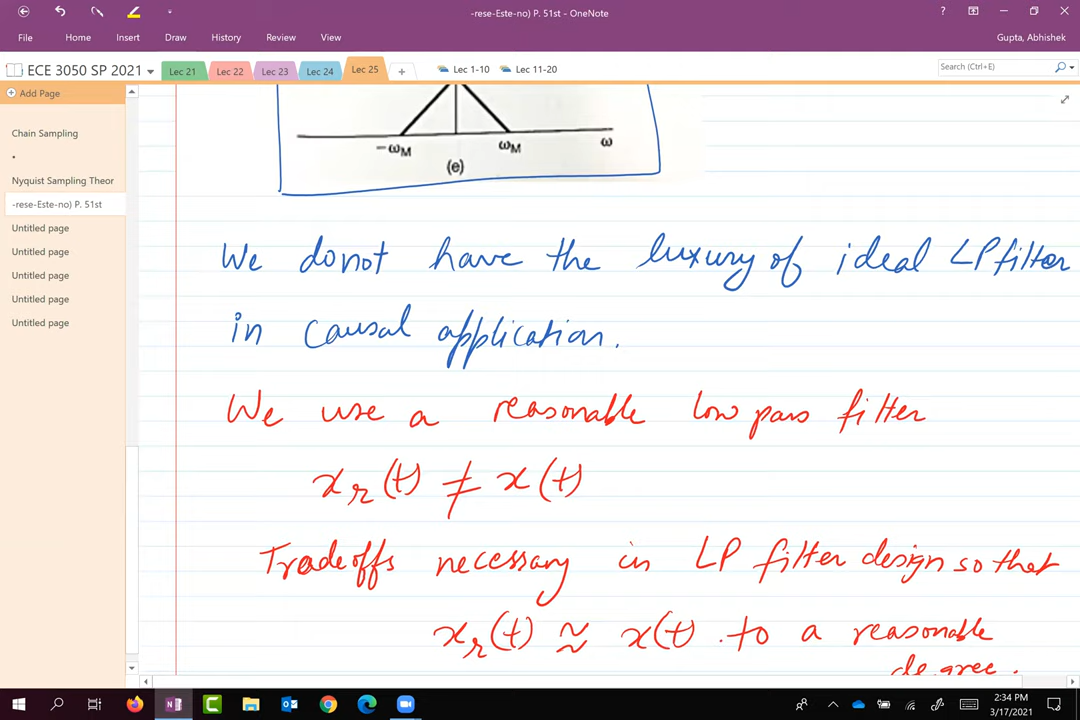 -rese-Este-no) P. 51st - OneNote
?
File Home Insert Draw History Review View
Gupta, Abhishek
ECE 3050 SP 2021
Lec 21 Lec 22 Lec 23 Lec 24 Lec 25 + Lec 1-10 Lec 11-20
Search (Ctrl+E)
Add Page
Chain Sampling
Nyquist Sampling Theor
-rese-Este-no) P. 51st
Untitled page
Untitled page
Untitled page
Untitled page
Untitled page
-ωM ωM ω
(e)
We donot have the luxury of ideal LP filter
in causal application.
We use a reasonable low pass filter
xr(t) ≠ x(t)
Tradeoffs necessary in LP filter design so that
xr(t) ≈ x(t) . to a reasonable
degree.
2:34 PM
3/17/2021